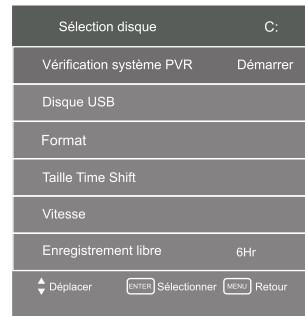 Sélection disque C:
Vérification système PVR Démarrer
Disque USB
Format
Taille Time Shift
Vitesse
Enregistrement libre 6Hr
Déplacer ENTER Sélectionner MENU Retour